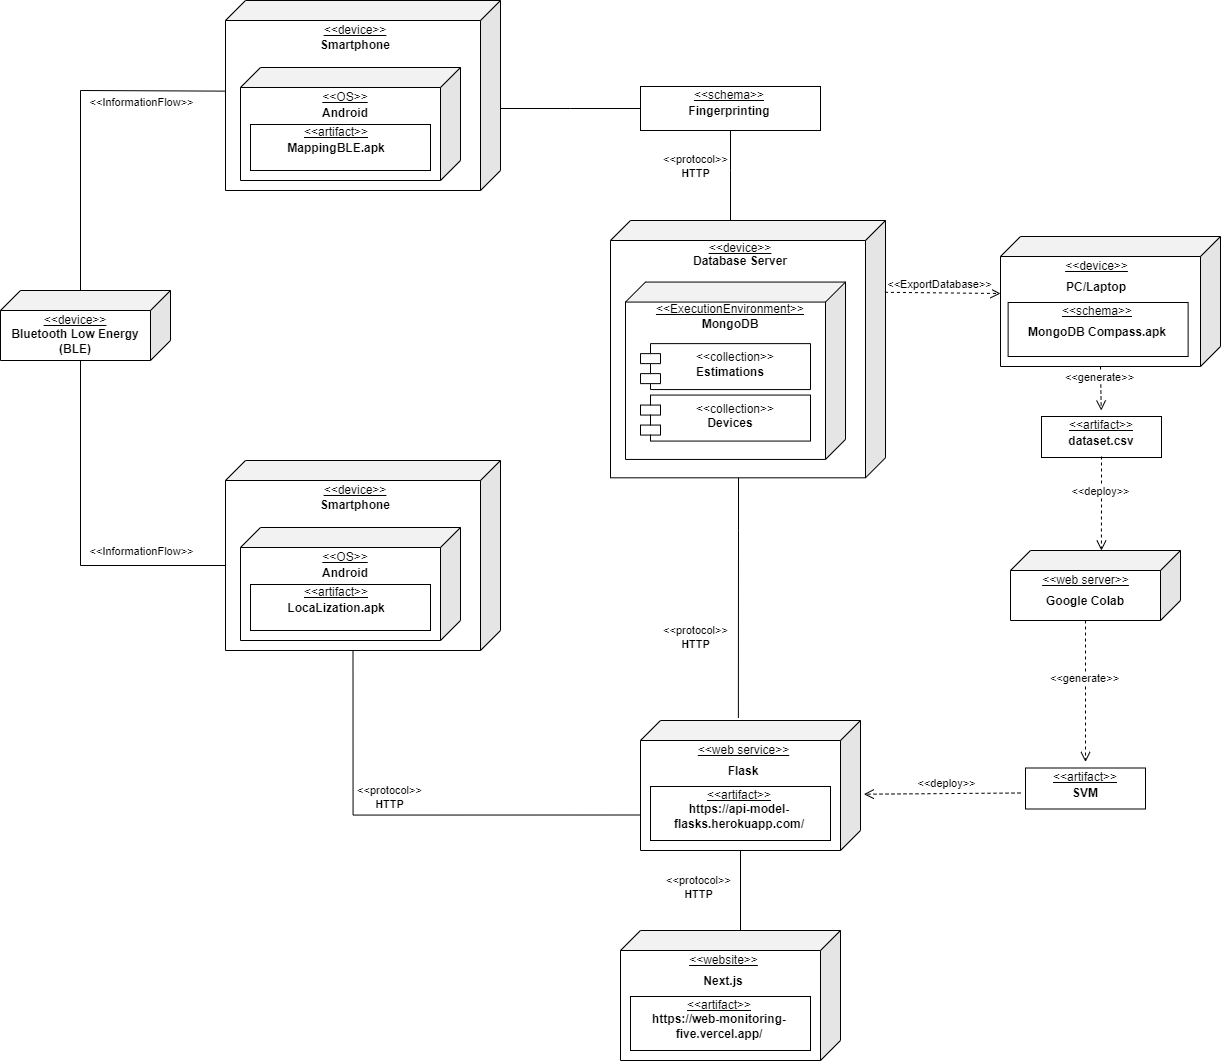 <<device>>
Smartphone
<<OS>>
Android
<<artifact>>
MappingBLE.apk
<<InformationFlow>>
<<schema>>
Fingerprinting
<<protocol>>
HTTP
<<device>>
Database Server
<<ExecutionEnvironment>>
MongoDB
<<collection>>
Estimations
<<collection>>
Devices
<<ExportDatabase>>
<<device>>
PC/Laptop
<<schema>>
MongoDB Compass.apk
<<generate>>
<<artifact>>
dataset.csv
<<deploy>>
<<device>>
Bluetooth Low Energy
(BLE)
<<InformationFlow>>
<<device>>
Smartphone
<<OS>>
Android
<<artifact>>
LocaLization.apk
<<web server>>
Google Colab
<<protocol>>
HTTP
<<generate>>
<<protocol>>
HTTP
<<web service>>
Flask
<<artifact>>
https://api-model-
flasks.herokuapp.com/
<<deploy>>
<<artifact>>
SVM
<<protocol>>
HTTP
<<website>>
Next.js
<<artifact>>
https://web-monitoring-
five.vercel.app/